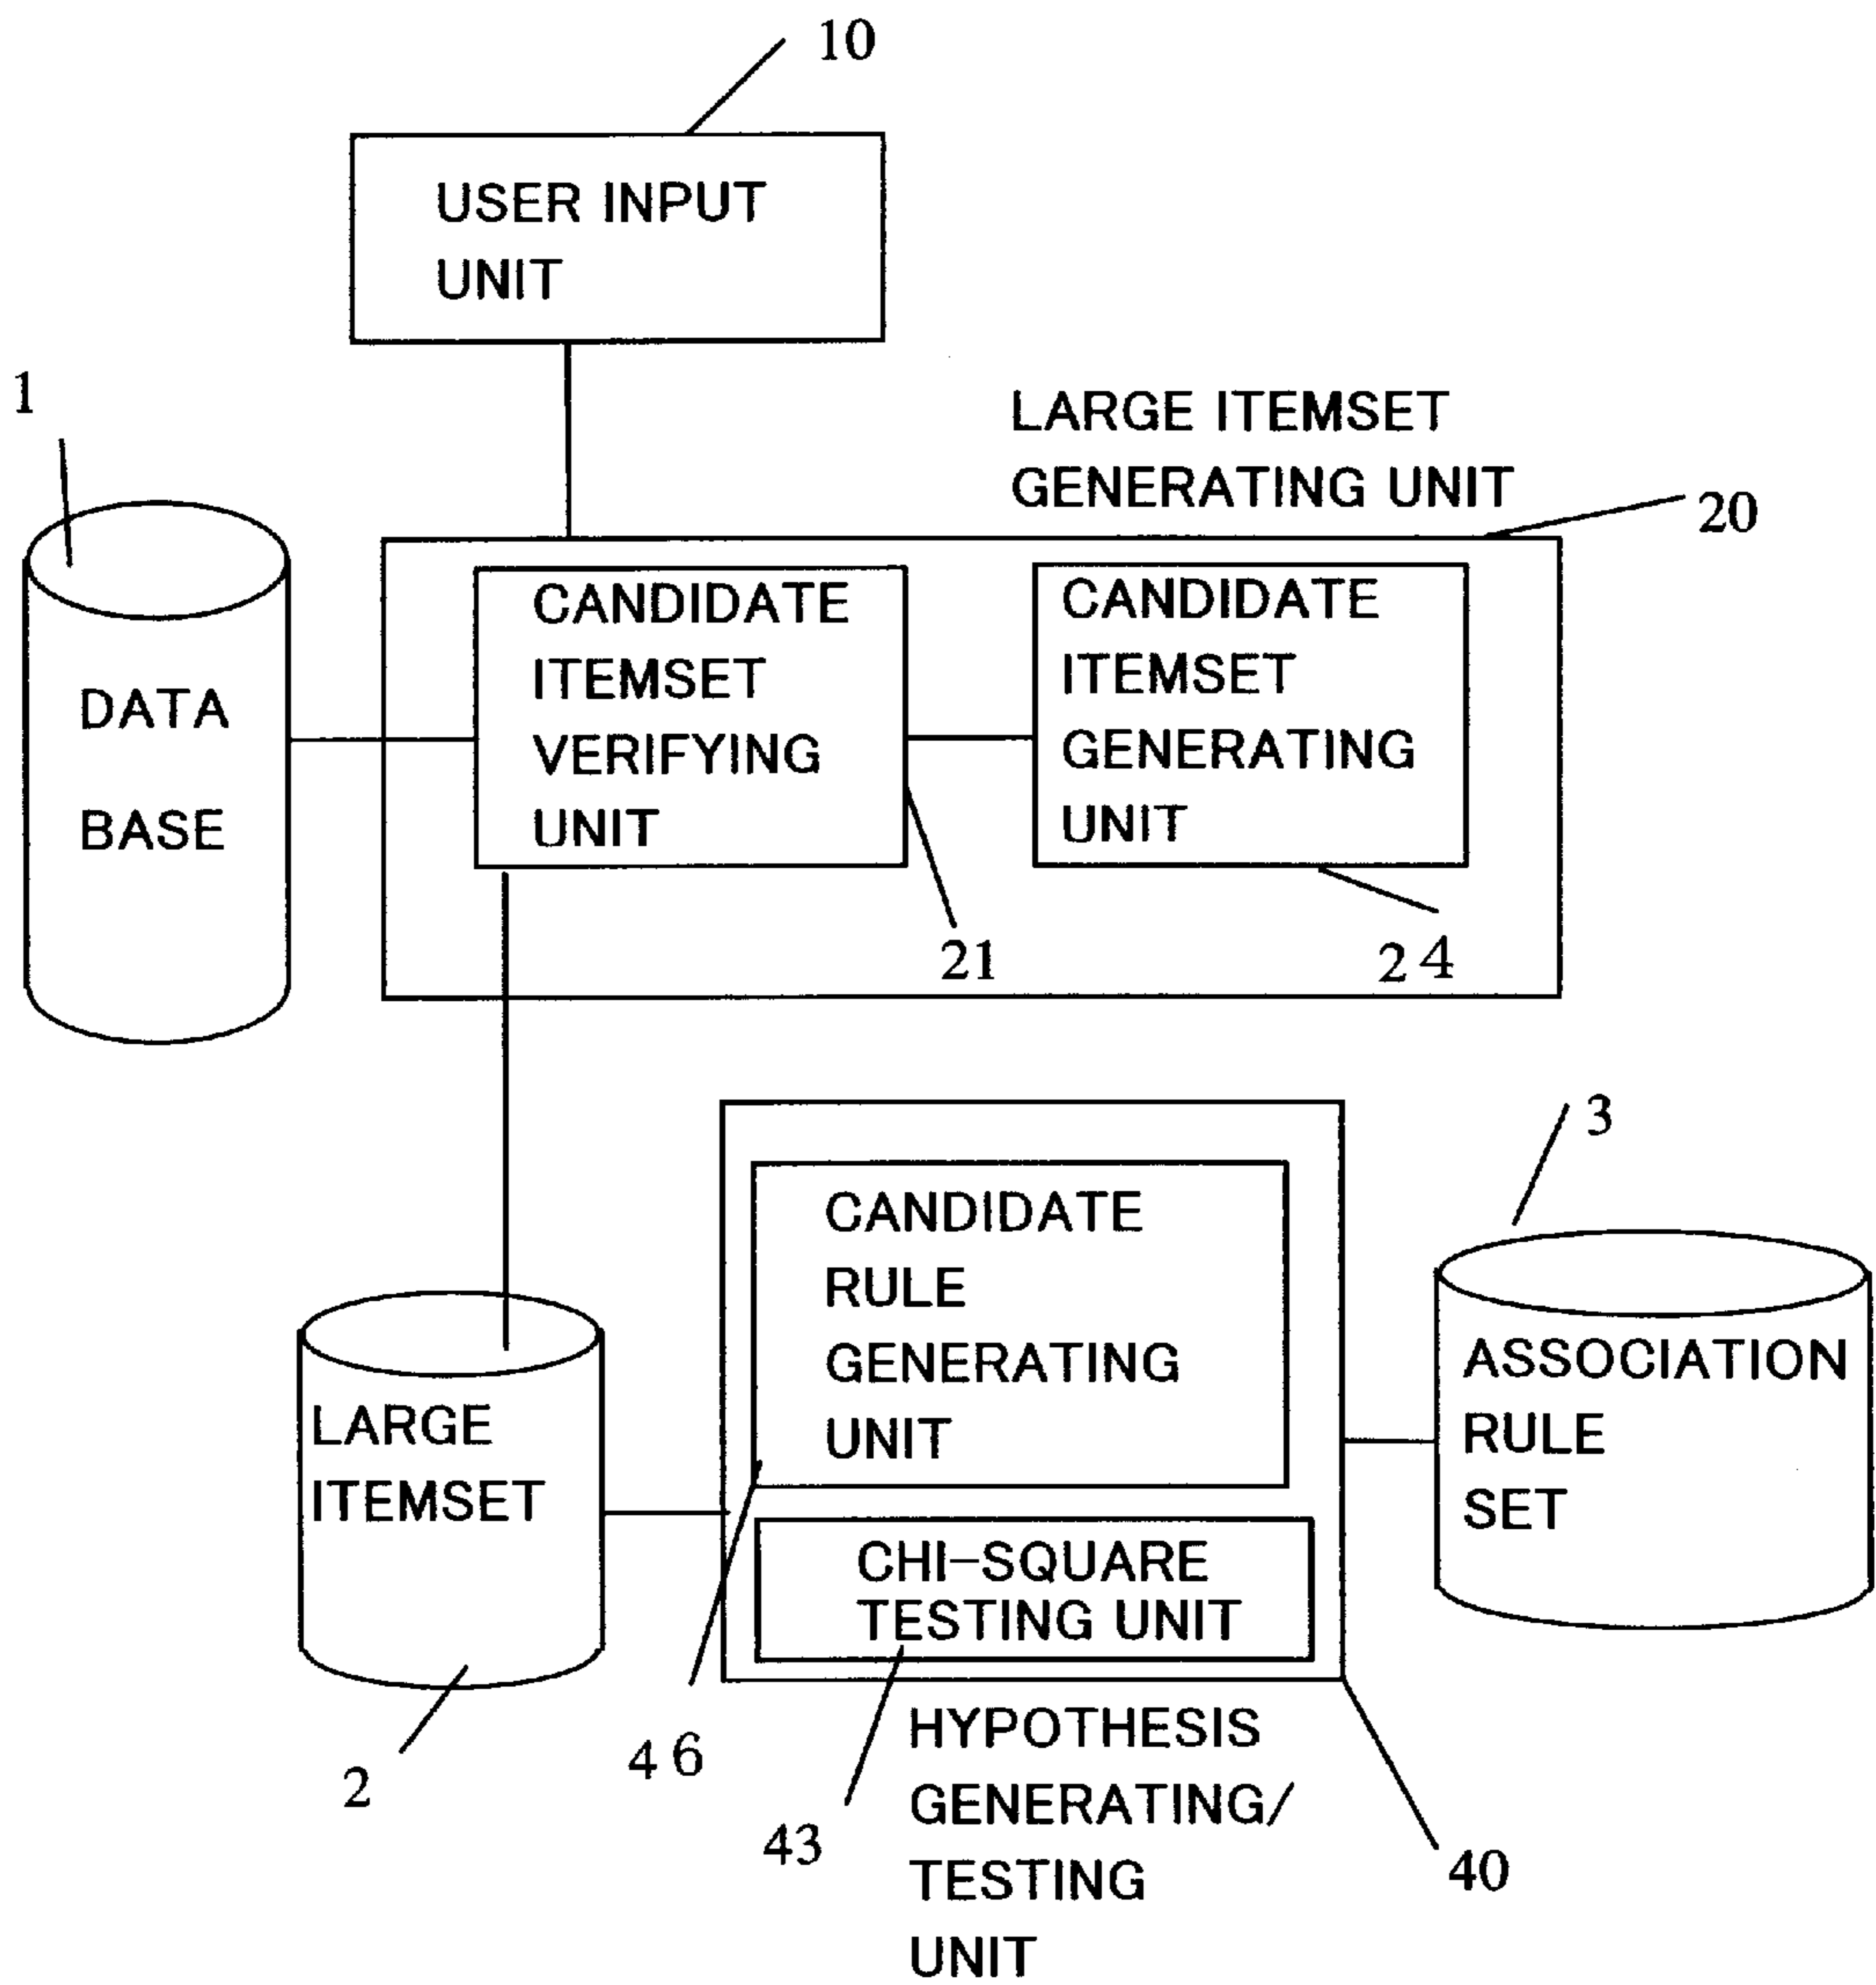 10
USER INPUT
UNIT
1
LARGE ITEMSET
GENERATING UNIT
20
DATA
BASE
CANDIDATE
ITEMSET
VERIFYING
UNIT
CANDIDATE
ITEMSET
GENERATING
UNIT
21
24
3
CANDIDATE
RULE
GENERATING
UNIT
LARGE
ITEMSET
ASSOCIATION
RULE
SET
CHI-SQUARE
TESTING UNIT
2
46
43
HYPOTHESIS
GENERATING/
TESTING
UNIT
40